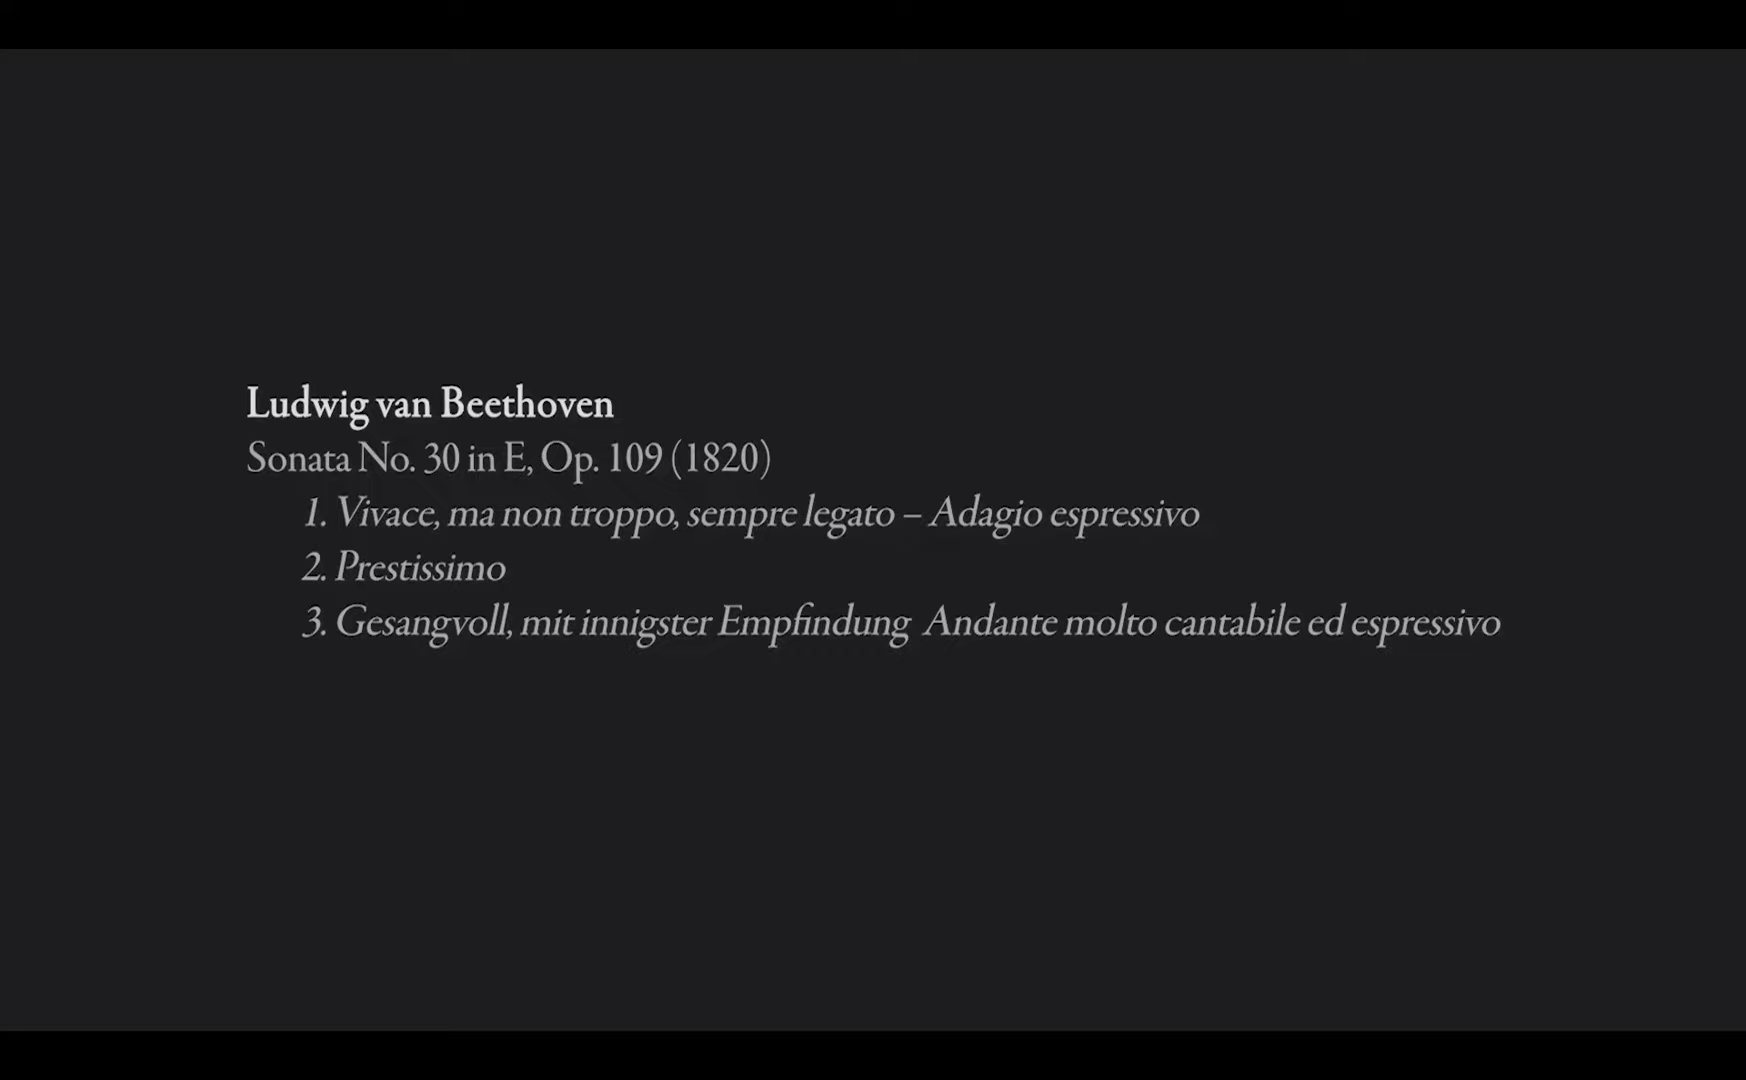 Ludwig van Beethoven
Sonata No. 30 in E, Op. 109 (1820)
1. Vivace, ma non troppo, sempre legato – Adagio espressivo
2. Prestissimo
3. Gesangvoll, mit innigster Empfindung  Andante molto cantabile ed espressivo